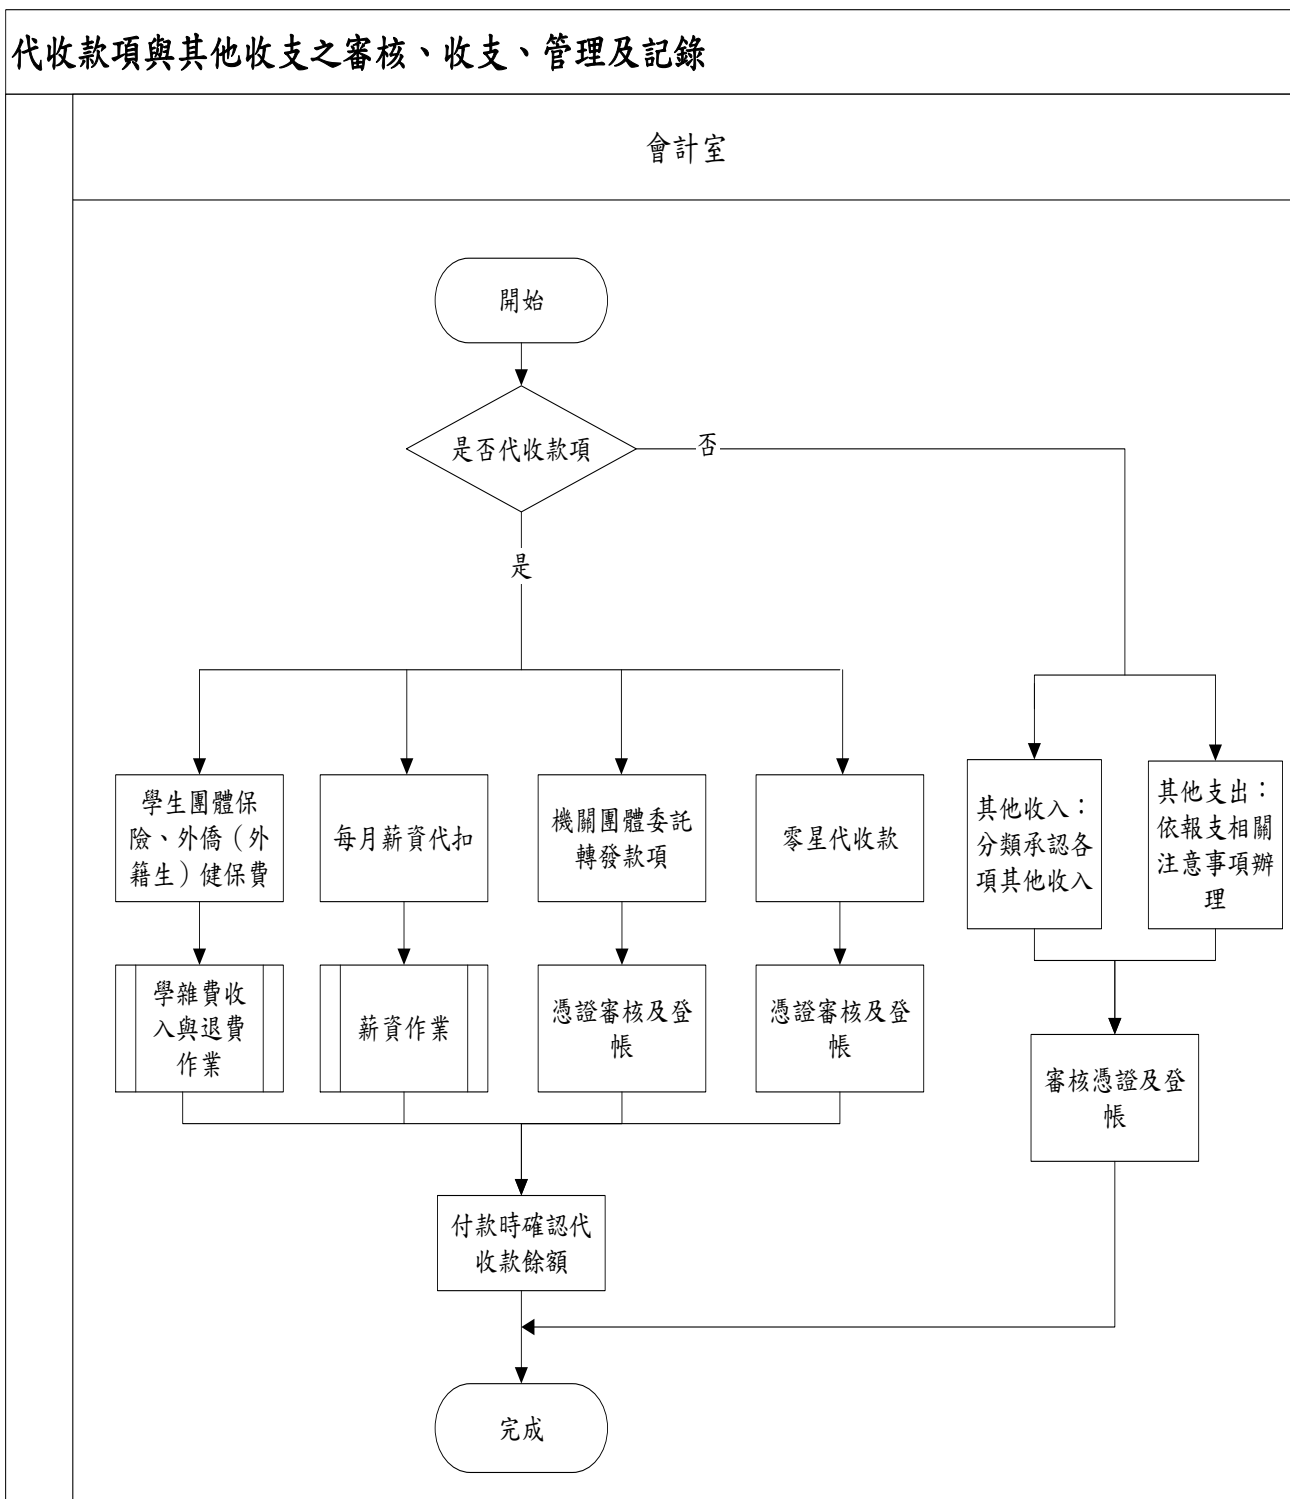 代收款項與其他收支之審核、收支、管理及記錄
會計室
開始
是否代收款項
否
是
學生團體保
險、外僑（外
籍生）健保費
每月薪資代扣
機關團體委託
轉發款項
零星代收款
其他收入：
分類承認各
項其他收入
其他支出：
依報支相關
注意事項辦
理
學雜費收
入與退費
作業
薪資作業
憑證審核及登
帳
憑證審核及登
帳
審核憑證及登
帳
付款時確認代
收款餘額
完成